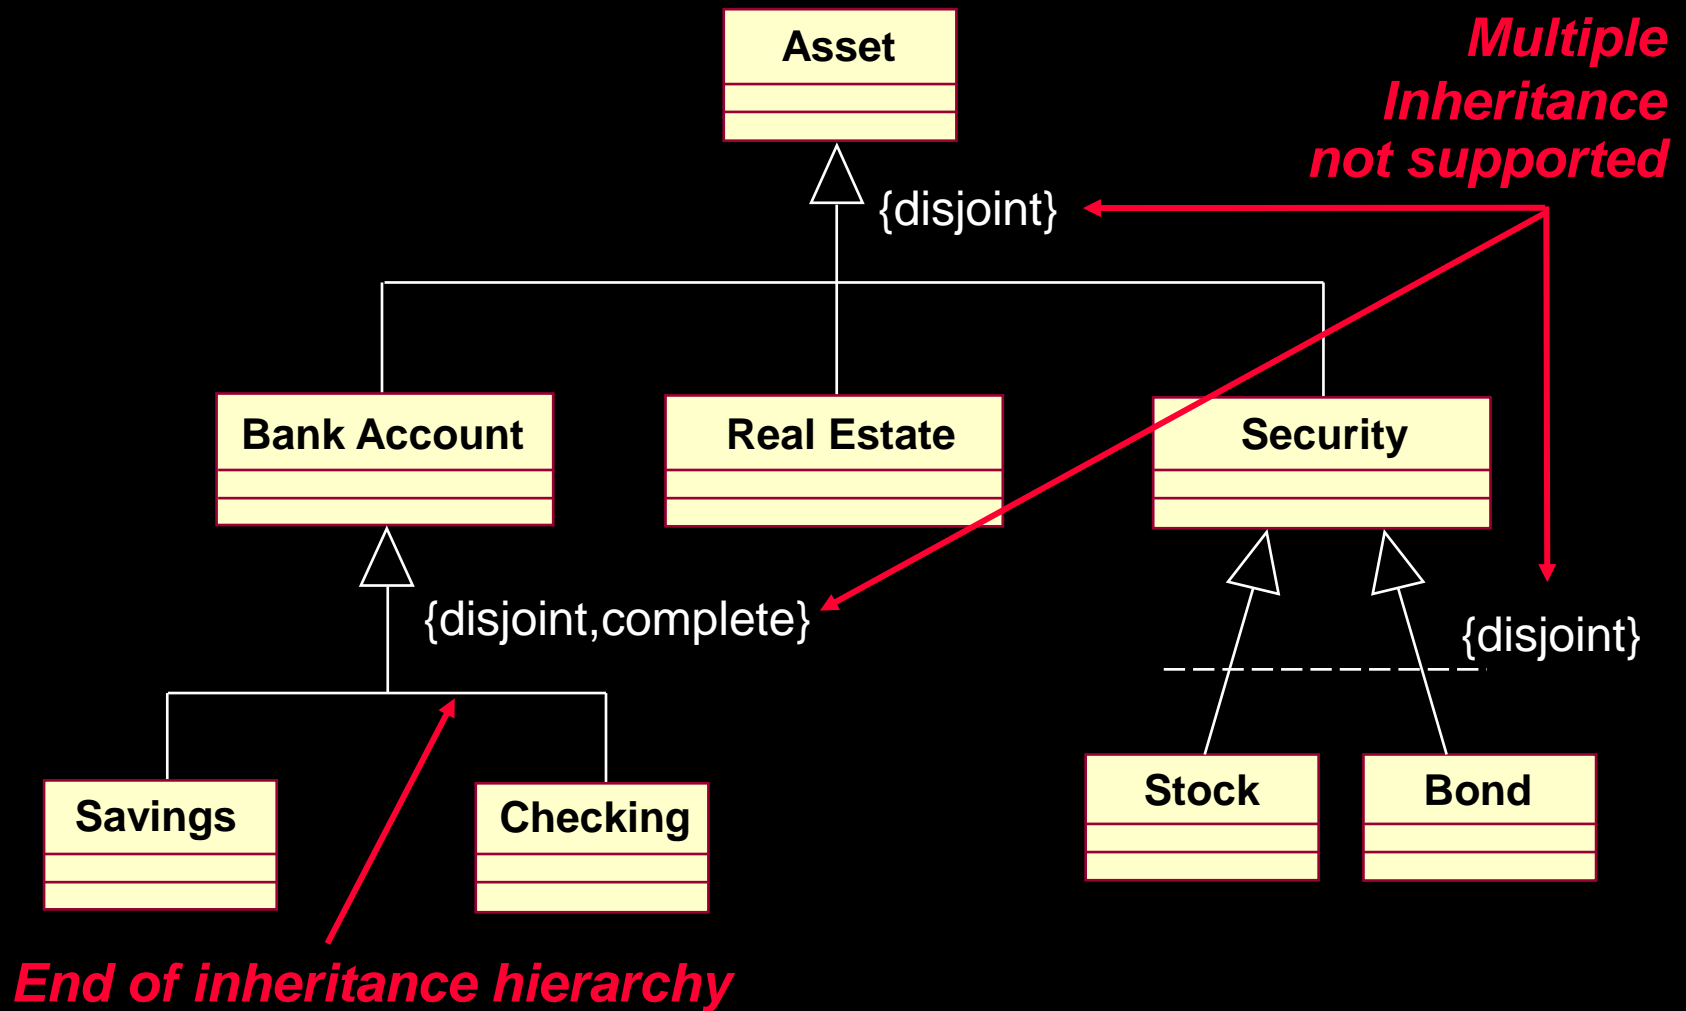 Asset
Multiple
Inheritance
not supported
{disjoint}
Bank Account
Real Estate
Security
{disjoint,complete}
{disjoint}
Savings
Checking
Stock
Bond
End of inheritance hierarchy